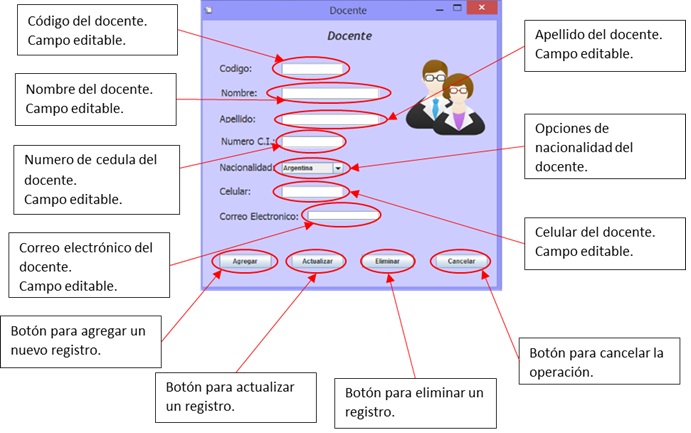 Código del docente.
Campo editable.
Nombre del docente.
Campo editable.
Numero de cedula del
docente.
Campo editable.
Correo electrónico del
docente.
Campo editable.
Docente
Docente
Codigo:
Nombre:
Apellido:
Numero C.I.:
Nacionalidad:
Argentina
Celular:
Correo Electronico:
Agregar
Actualizar
Eliminar
Cancelar
Apellido del docente.
Campo editable.
Opciones de
nacionalidad del
docente.
Celular del docente.
Campo editable.
Botón para agregar un
nuevo registro.
Botón para actualizar
un registro.
Botón para eliminar un
registro.
Botón para cancelar la
operación.